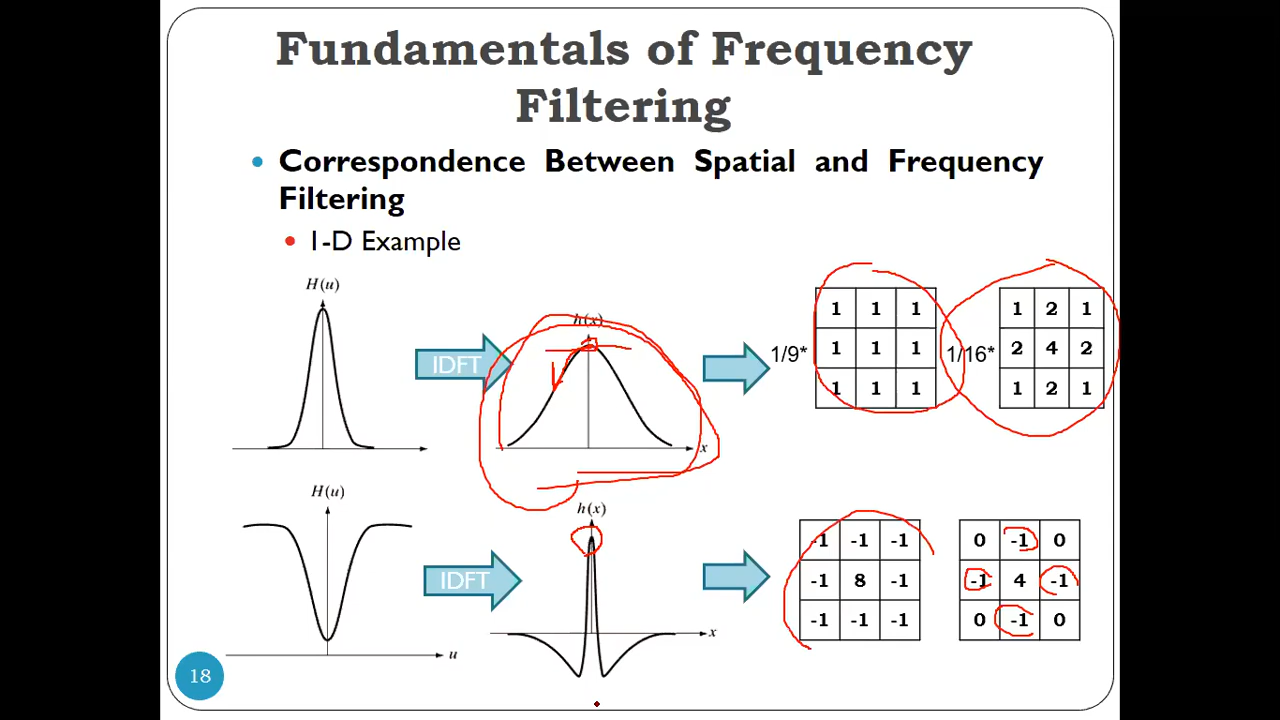 Fundamentals of Frequency
Filtering
• Correspondence Between Spatial and Frequency
Filtering
• 1-D Example
H(u)
IDFT
h(x)
x
1/9*
1 1 1
1 1 1
1 1 1
1/16*
1 2 1
2 4 2
1 2 1
H(u)
u
IDFT
h(x)
x
-1 -1 -1
-1 8 -1
-1 -1 -1
0 -1 0
-1 4 -1
0 -1 0
18